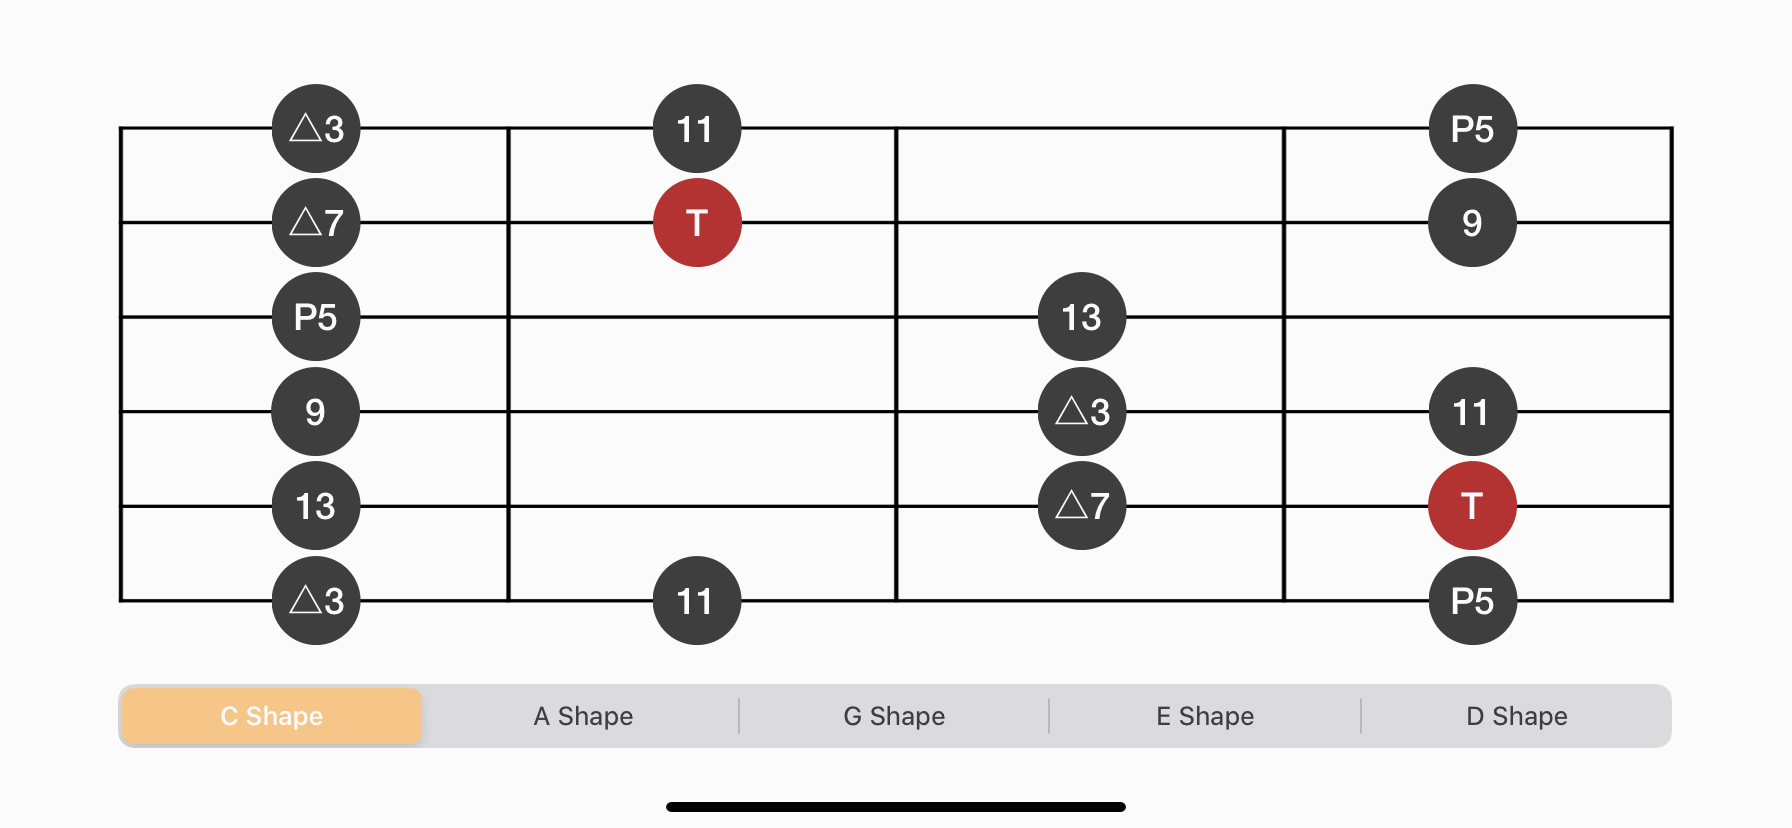 △3 11 P5
△7 T 9
P5 13
9 △3 11
13 △7 T
△3 11 P5
C Shape A Shape G Shape E Shape D Shape